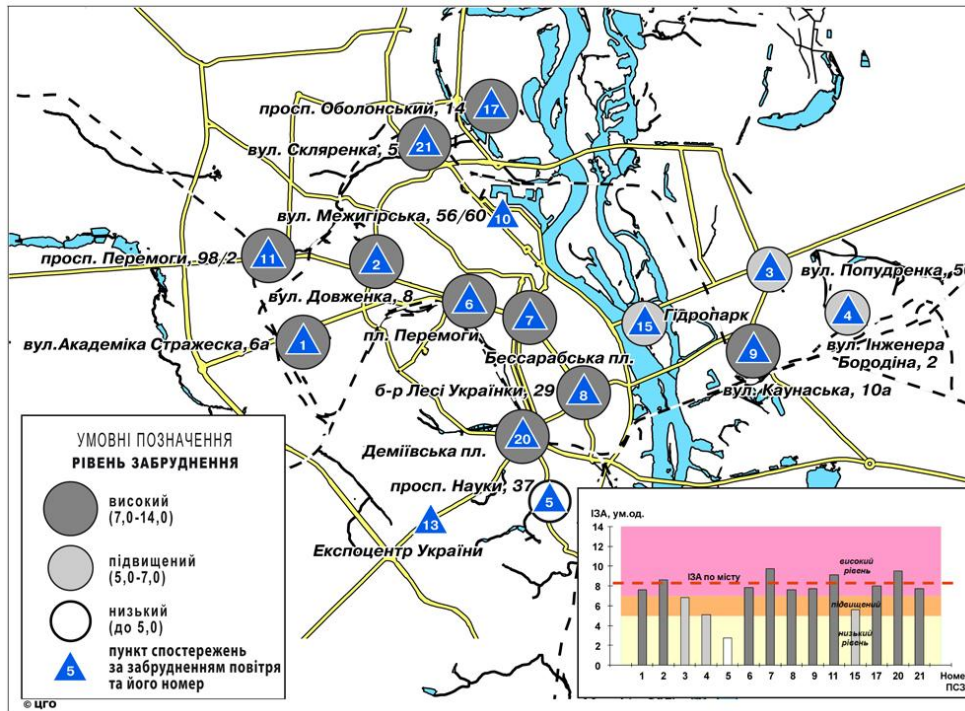 просп. Оболонський, 14
17
вул. Скляренка, 5
21
вул. Межигірська, 56/60
10
просп. Перемоги, 98/2
11
2
3
вул. Попудренка, 50
вул. Довженка, 8
6
7
15
Гідропарк
4
вул.Академіка Стражеска,6а
1
пл. Перемоги
Бессарабська пл.
9
вул. Інженера
Бородіна, 2
б-р Лесі Українки, 29
8
вул. Каунаська, 10а
Деміївська пл.
20
просп. Науки, 37
5
13
Експоцентр України
УМОВНІ ПОЗНАЧЕННЯ
РІВЕНЬ ЗАБРУДНЕННЯ
високий
(7,0-14,0)
підвищений
(5,0-7,0)
низький
(до 5,0)
5
пункт спостережень
за забрудненням повітря
та його номер
© ЦГО
ІЗА, ум.од.
14
12
10
8
6
4
2
0
ІЗА по місту
високий
рівень
підвищений
низький
рівень
1 2 3 4 5 6 7 8 9 11 15 17 20 21
Номе
ПСЗ